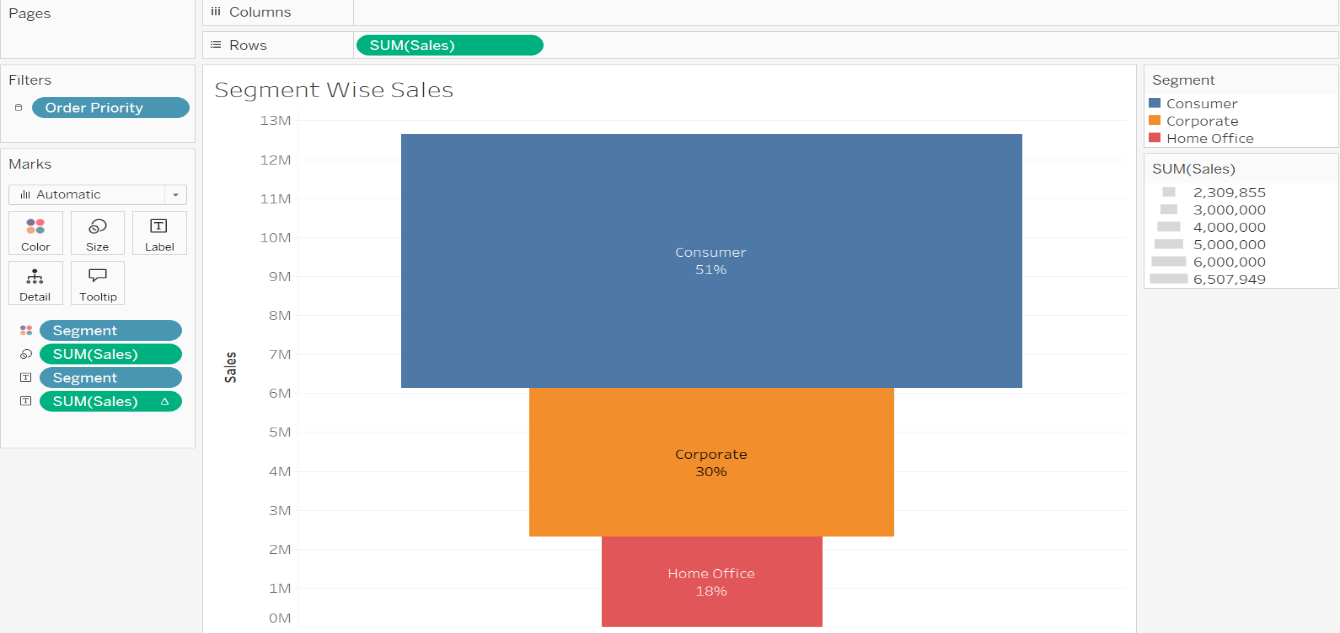 Pages
Columns
Rows
SUM(Sales)
Filters
Order Priority
Marks
Automatic
Color
Size
Label
Detail
Tooltip
Segment
SUM(Sales)
Segment
SUM(Sales)
Segment Wise Sales
Sales
13M
12M
11M
10M
9M
8M
7M
6M
5M
4M
3M
2M
1M
0M
Consumer
51%
Corporate
30%
Home Office
18%
Segment
Consumer
Corporate
Home Office
SUM(Sales)
2,309,855
3,000,000
4,000,000
5,000,000
6,000,000
6,507,949